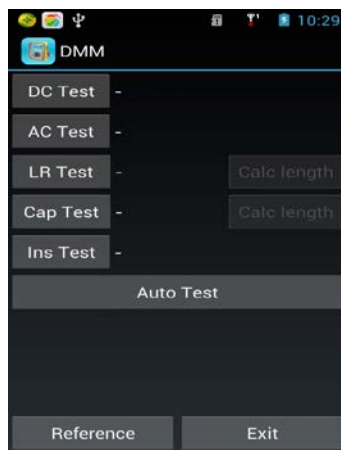 10:29
DMM
DC Test -
AC Test -
LR Test - Calc length
Cap Test - Calc length
Ins Test -
Auto Test
Reference Exit